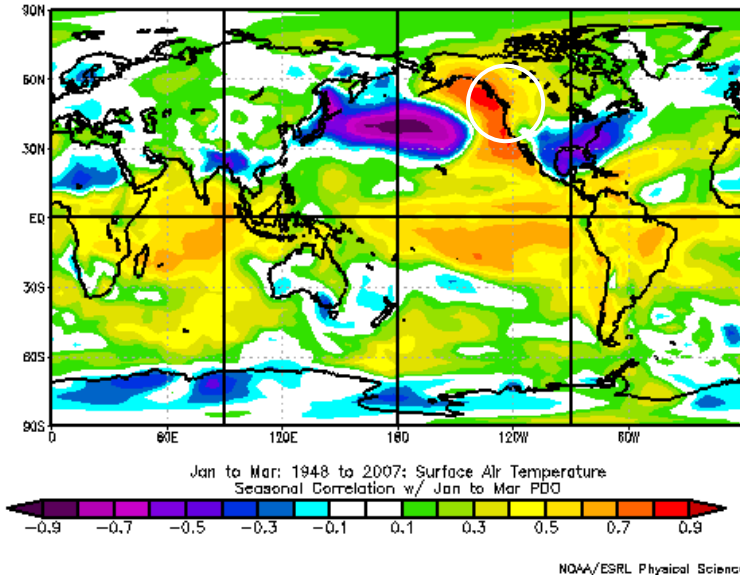 90N
60N
30N
EQ
30S
60S
90S
0 60E 120E 180 120W 60W
Jan to Mar: 1948 to 2007: Surface Air Temperature
Seasonal Correlation w/ Jan to Mar PDO
-0.9 -0.7 -0.5 -0.3 -0.1 0.1 0.3 0.5 0.7 0.9
NOAA/ESRL Physical Science